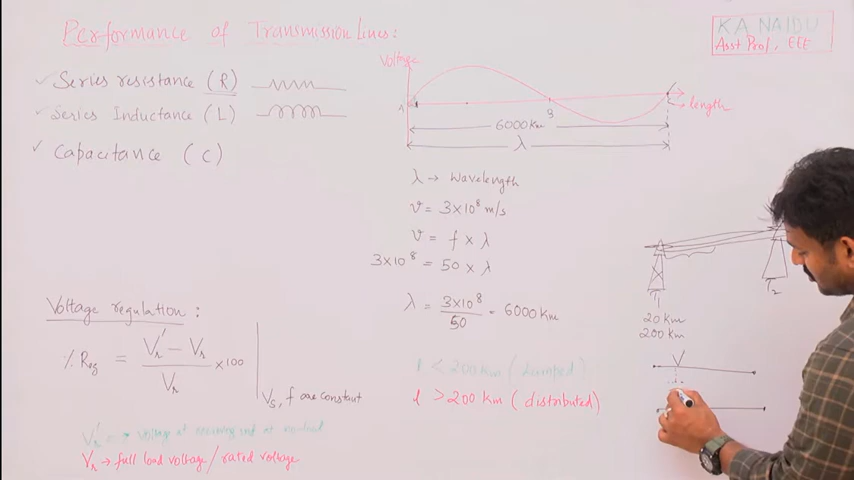 Performance of Transmission Lines:
KA NAIDU
Asst Prof, EEE
Series resistance (R)
Series Inductance (L)
Capacitance (C)
Voltage
A
B
length
6000 Km
λ
λ → Wavelength
v = 3×10⁸ m/s
v = f × λ
3×10⁸ = 50 × λ
λ = 3×10⁸ / 50 = 6000 Km
l < 200 km (lumped)
l > 200 km (distributed)
Voltage regulation :
% Reg = (Vr' − Vr) / Vr × 100
Vs, f are constant
Vr' → voltage at receiving end at no-load
Vr → full load voltage / rated voltage
T1
T2
20 Km
200 Km